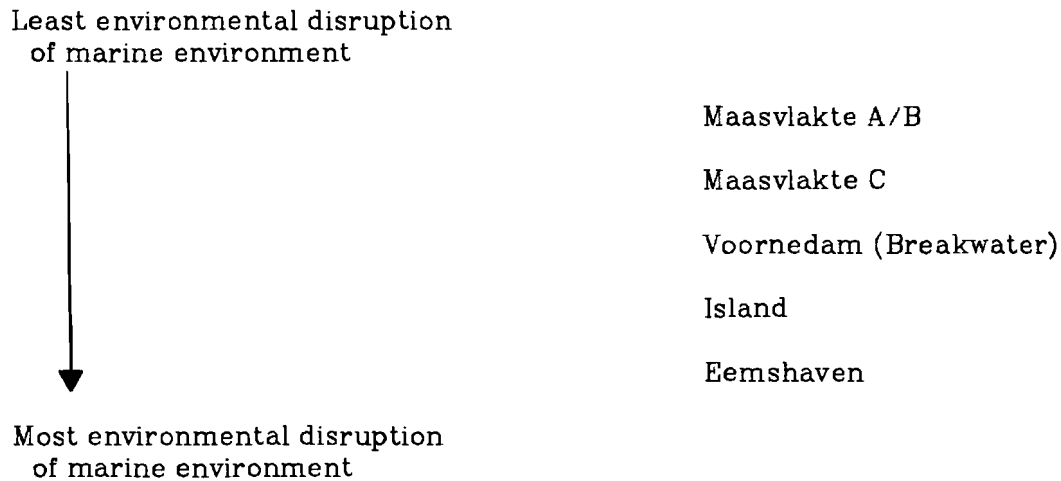 Least environmental disruption
of marine environment
Maasvlakte A/B
Maasvlakte C
Voornedam (Breakwater)
Island
Eemshaven
Most environmental disruption
of marine environment